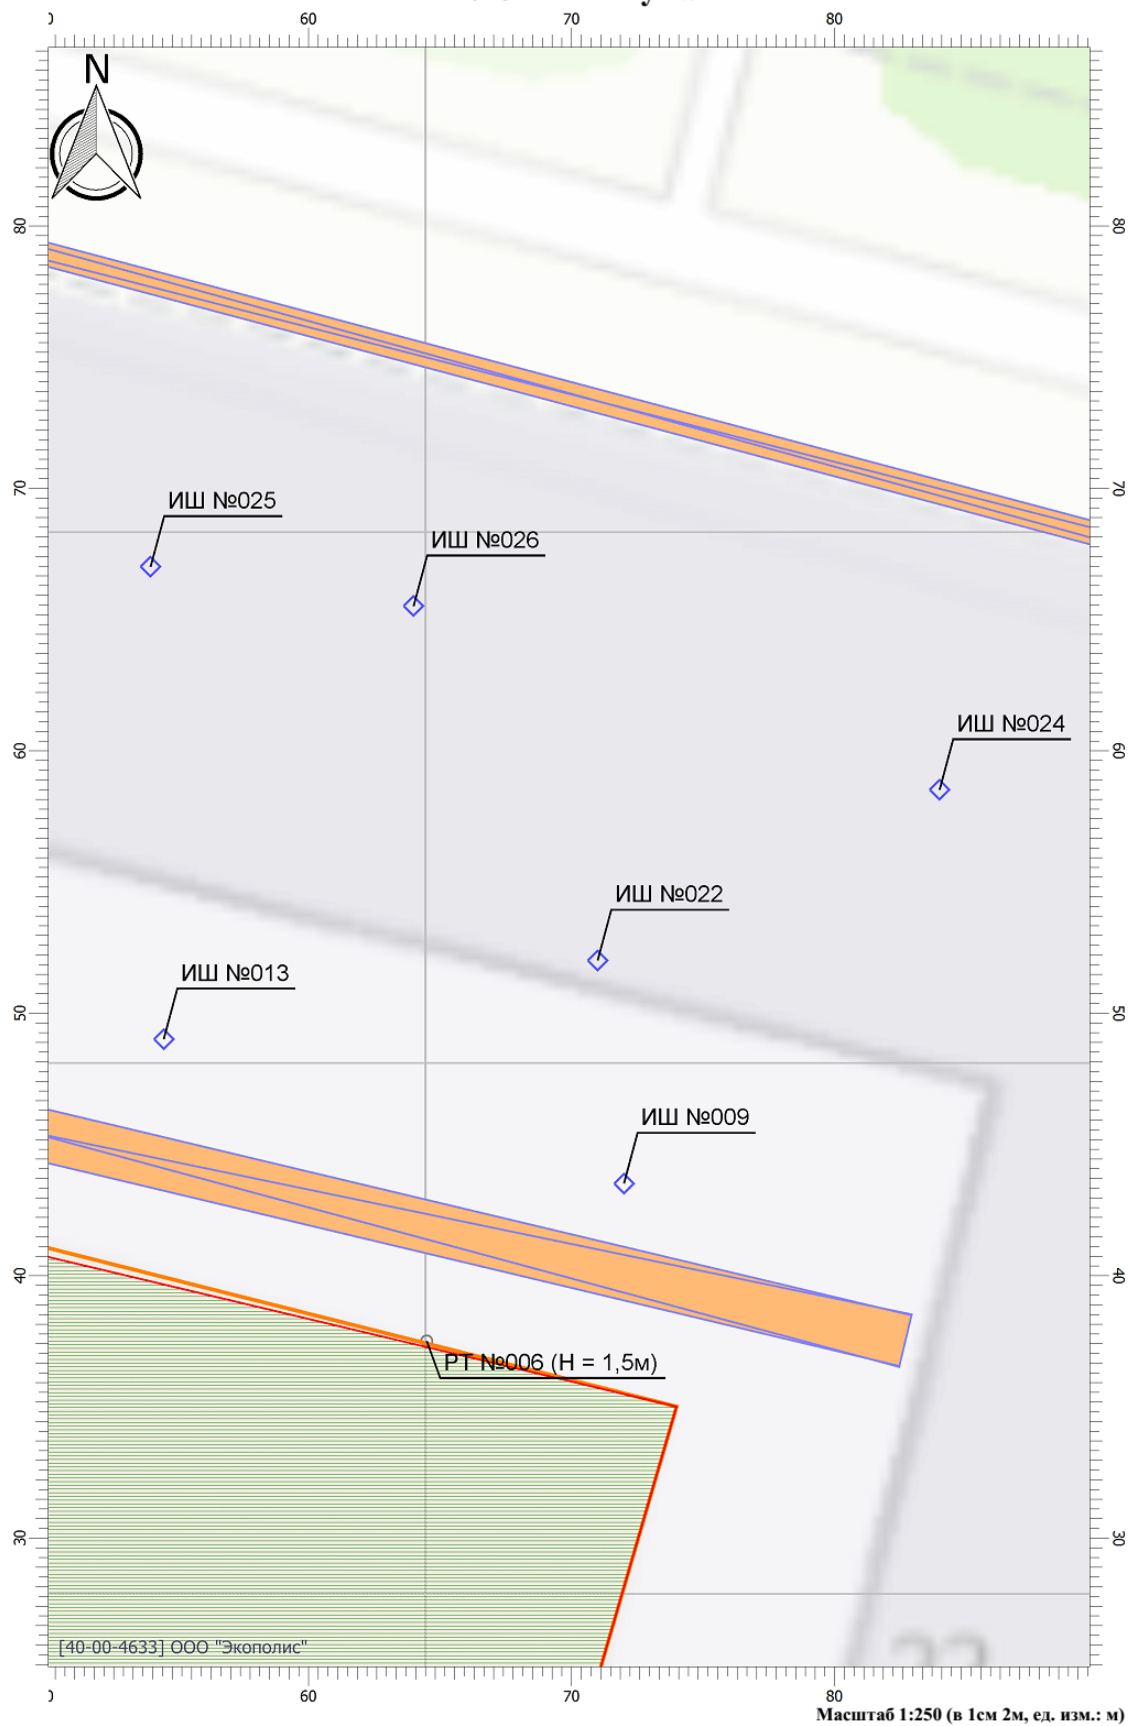 0 60 70 80
N
80 80
70 70
ИШ №025
ИШ №026
60 60
ИШ №024
ИШ №022
50 50
ИШ №013
ИШ №009
40 40
РТ №006 (Н = 1,5м)
30 30
[40-00-4633] ООО "Экополис"
0 60 70 80
Масштаб 1:250 (в 1см 2м, ед. изм.: м)